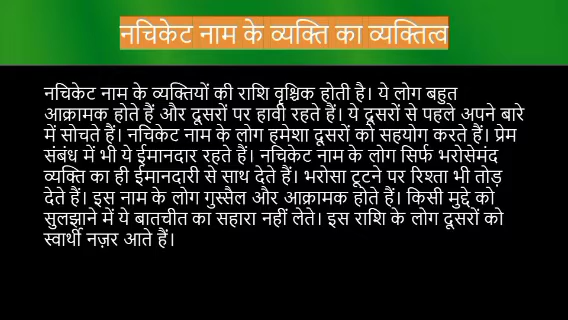 नचिकेट नाम के व्यक्ति का व्यक्तित्व
नचिकेट नाम के व्यक्तियों की राशि वृश्चिक होती है। ये लोग बहुत
आक्रामक होते हैं और दूसरों पर हावी रहते हैं। ये दूसरों से पहले अपने बारे
में सोचते हैं। नचिकेट नाम के लोग हमेशा दूसरों को सहयोग करते हैं। प्रेम
संबंध में भी ये ईमानदार रहते हैं। नचिकेट नाम के लोग सिर्फ भरोसेमंद
व्यक्ति का ही ईमानदारी से साथ देते हैं। भरोसा टूटने पर रिश्ता भी तोड़
देते हैं। इस नाम के लोग गुस्सैल और आक्रामक होते हैं। किसी मुद्दे को
सुलझाने में ये बातचीत का सहारा नहीं लेते। इस राशि के लोग दूसरों को
स्वार्थी नज़र आते हैं।